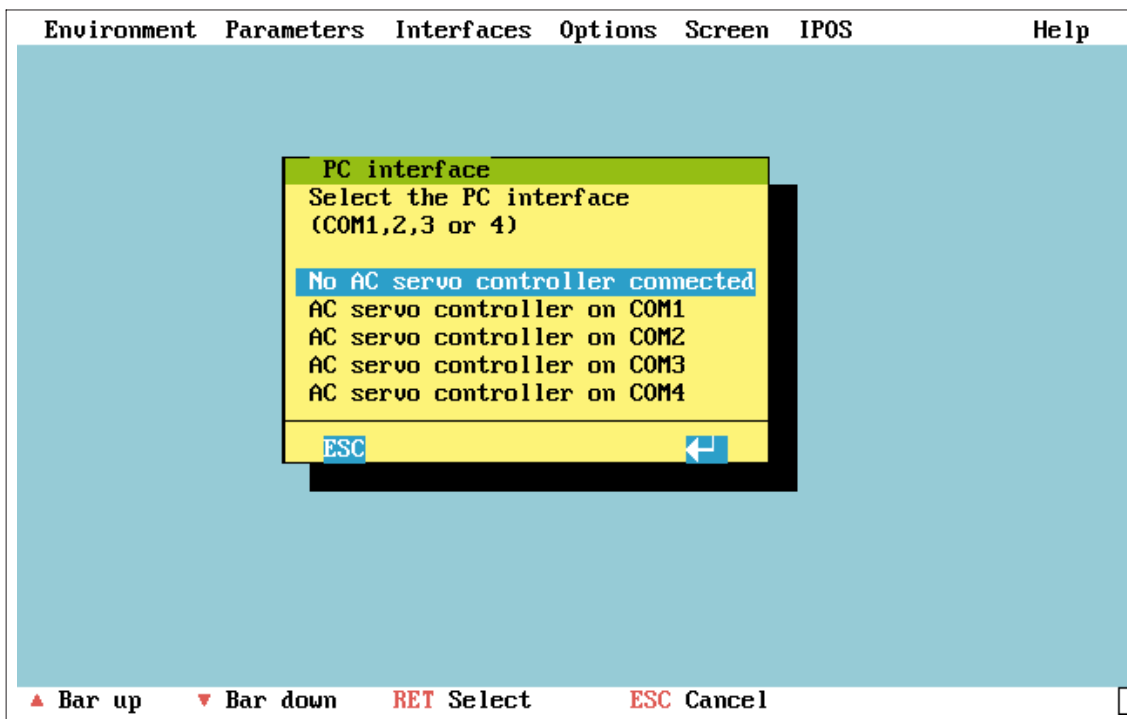 Environment Parameters Interfaces Options Screen IPOS Help
PC interface
Select the PC interface
(COM1,2,3 or 4)
No AC servo controller connected
AC servo controller on COM1
AC servo controller on COM2
AC servo controller on COM3
AC servo controller on COM4
ESC
▲ Bar up ▼ Bar down RET Select ESC Cancel